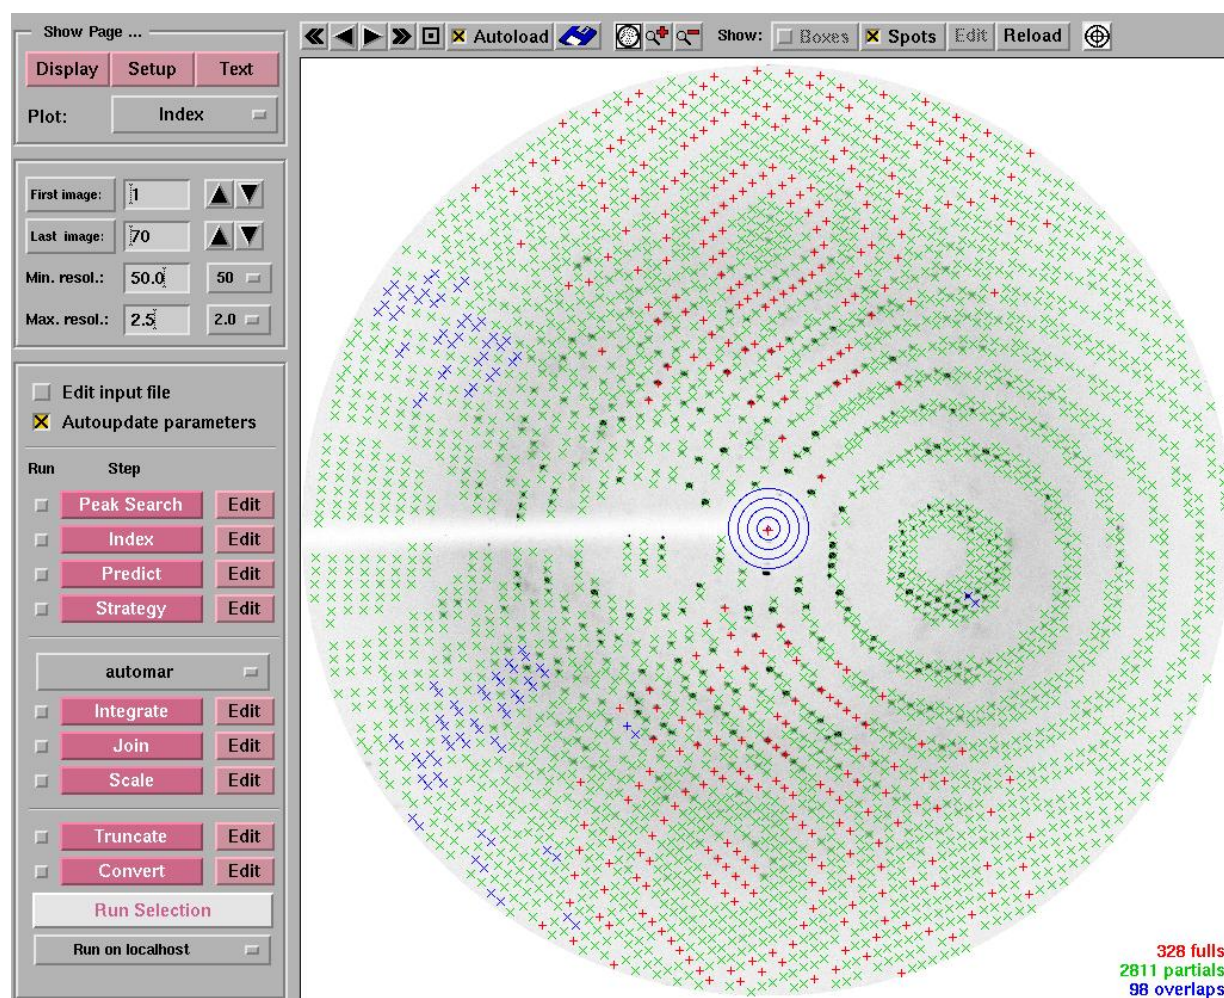 Show Page ...
Display Setup Text
Plot: Index
First image: 1
Last image: 70
Min. resol.: 50.0 50
Max. resol.: 2.5 2.0
Edit input file
Autoupdate parameters
Run Step
Peak Search Edit
Index Edit
Predict Edit
Strategy Edit
automar
Integrate Edit
Join Edit
Scale Edit
Truncate Edit
Convert Edit
Run Selection
Run on localhost
Autoload Show: Boxes Spots Edit Reload
328 fulls
2811 partials
98 overlaps